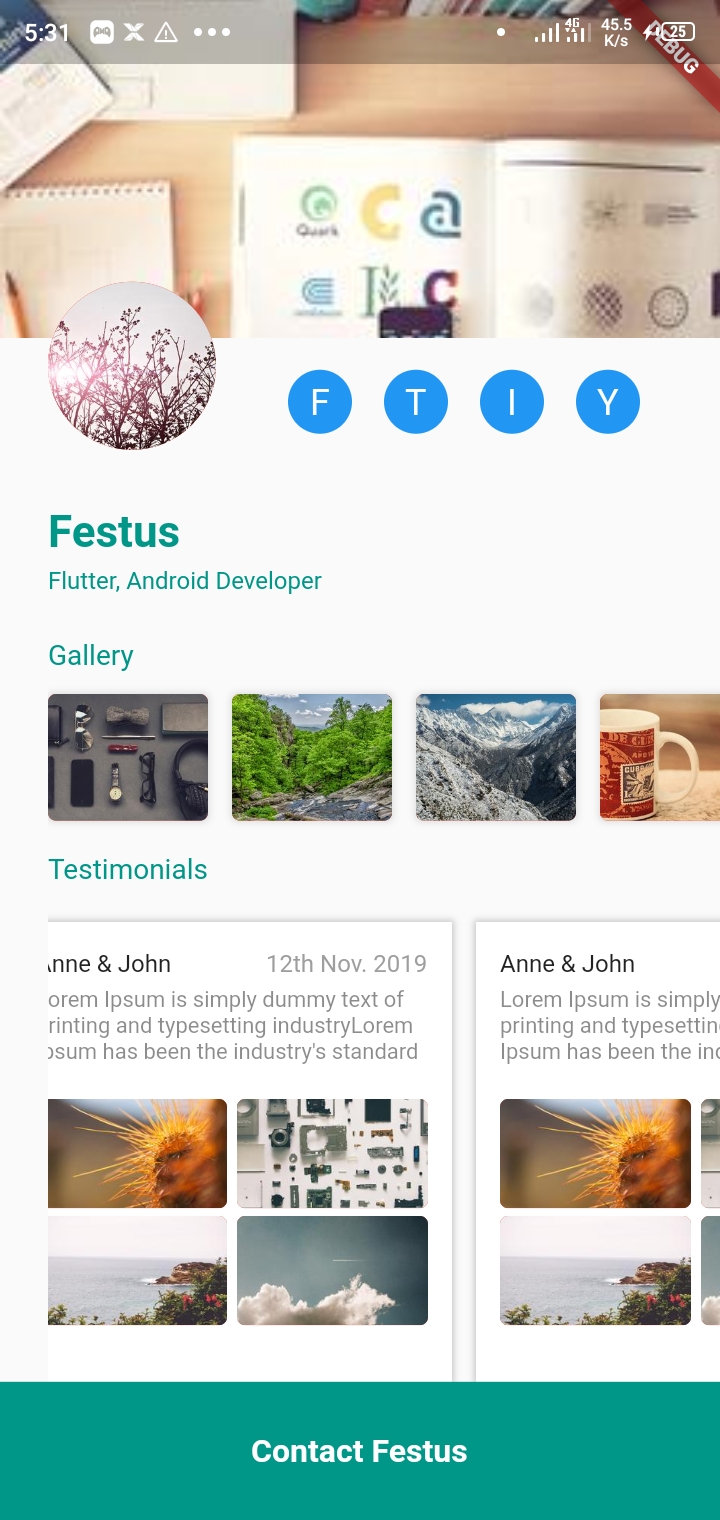 5:31
4G
45.5
K/s
25
DEBUG
Quark
C a
C
F T I Y
Festus
Flutter, Android Developer
Gallery
Testimonials
Anne & John 12th Nov. 2019
orem Ipsum is simply dummy text of
rinting and typesetting industryLorem
psum has been the industry's standard
Anne & John
Lorem Ipsum is simply
printing and typesettin
Ipsum has been the in
Contact Festus